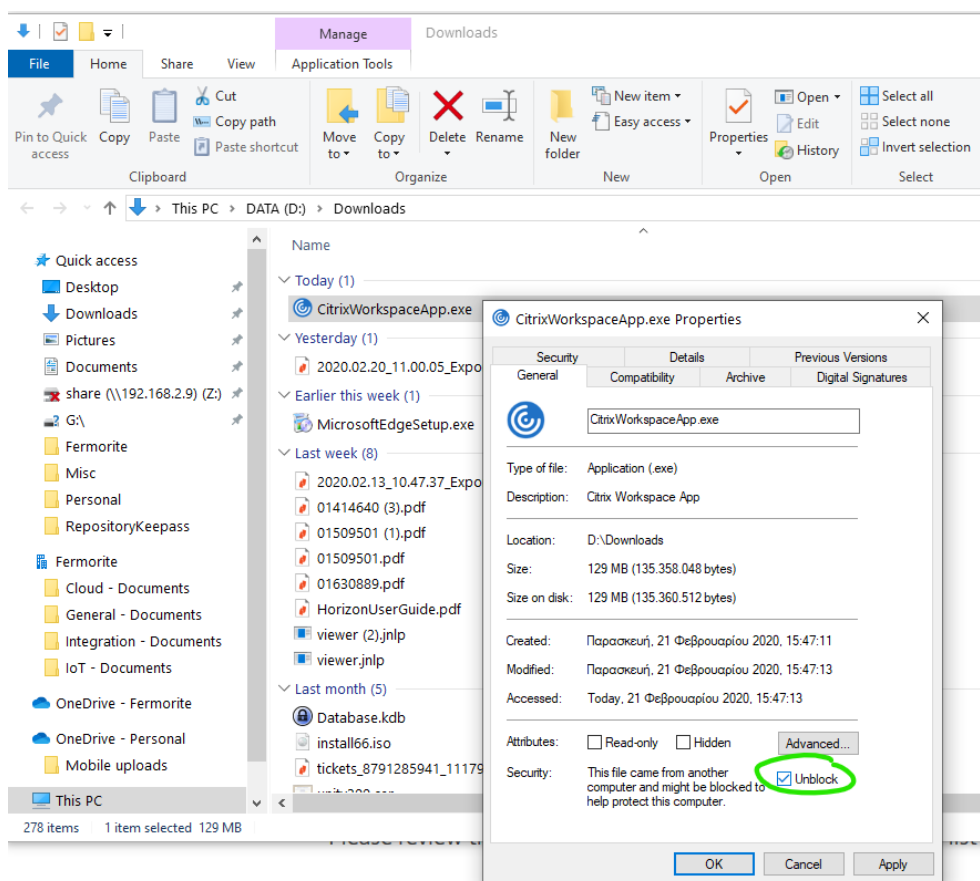 Manage
Downloads
File
Home
Share
View
Application Tools
Pin to Quick access
Copy
Paste
Cut
Copy path
Paste shortcut
Move to
Copy to
Delete
Rename
New folder
New item
Easy access
Properties
Open
Edit
History
Select all
Select none
Invert selection
Clipboard
Organize
New
Open
Select
This PC
DATA (D:)
Downloads
Quick access
Desktop
Downloads
Pictures
Documents
share (\\192.168.2.9) (Z:)
G:\
Fermorite
Misc
Personal
RepositoryKeepass
Fermorite
Cloud - Documents
General - Documents
Integration - Documents
IoT - Documents
OneDrive - Fermorite
OneDrive - Personal
Mobile uploads
This PC
Name
Today (1)
CitrixWorkspaceApp.exe
Yesterday (1)
2020.02.20_11.00.05_Expo
Earlier this week (1)
MicrosoftEdgeSetup.exe
Last week (8)
2020.02.13_10.47.37_Expo
01414640 (3).pdf
01509501 (1).pdf
01509501.pdf
01630889.pdf
HorizonUserGuide.pdf
viewer (2).jnlp
viewer.jnlp
Last month (5)
Database.kdb
install66.iso
tickets_8791285941_11179
CitrixWorkspaceApp.exe Properties
Security
Details
Previous Versions
General
Compatibility
Archive
Digital Signatures
CitrixWorkspaceApp.exe
Type of file: Application (.exe)
Description: Citrix Workspace App
Location: D:\Downloads
Size: 129 MB (135.358.048 bytes)
Size on disk: 129 MB (135.360.512 bytes)
Created: Παρασκευή, 21 Φεβρουαρίου 2020, 15:47:11
Modified: Παρασκευή, 21 Φεβρουαρίου 2020, 15:47:13
Accessed: Today, 21 Φεβρουαρίου 2020, 15:47:13
Attributes: Read-only Hidden Advanced...
Security: This file came from another
computer and might be blocked to
help protect this computer.
Unblock
OK
Cancel
Apply
278 items
1 item selected 129 MB